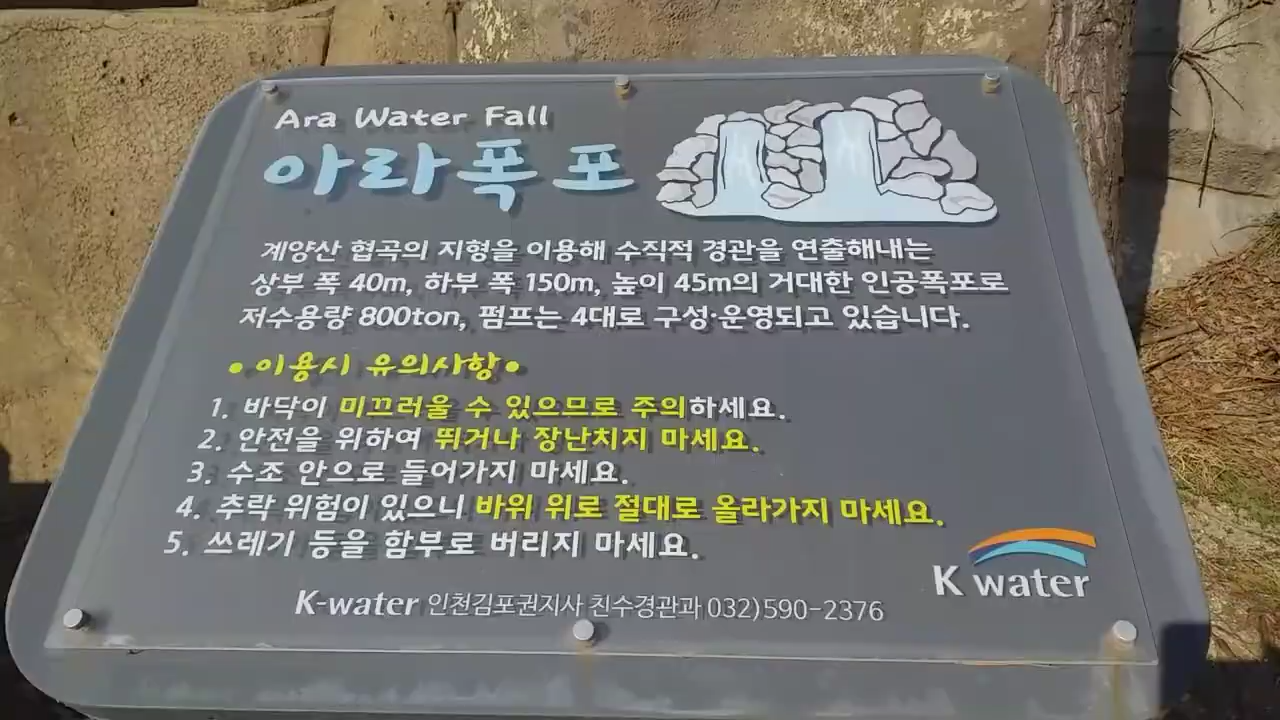 Ara Water Fall
아라폭포
계양산 협곡의 지형을 이용해 수직적 경관을 연출해내는
상부 폭 40m, 하부 폭 150m, 높이 45m의 거대한 인공폭포로
저수용량 800ton, 펌프는 4대로 구성·운영되고 있습니다.
• 이용시 유의사항•
1. 바닥이 미끄러울 수 있으므로 주의하세요.
2. 안전을 위하여 뛰거나 장난치지 마세요.
3. 수조 안으로 들어가지 마세요.
4. 추락 위험이 있으니 바위 위로 절대로 올라가지 마세요.
5. 쓰레기 등을 함부로 버리지 마세요.
K water
K-water 인천김포권지사 친수경관과 032)590-2376